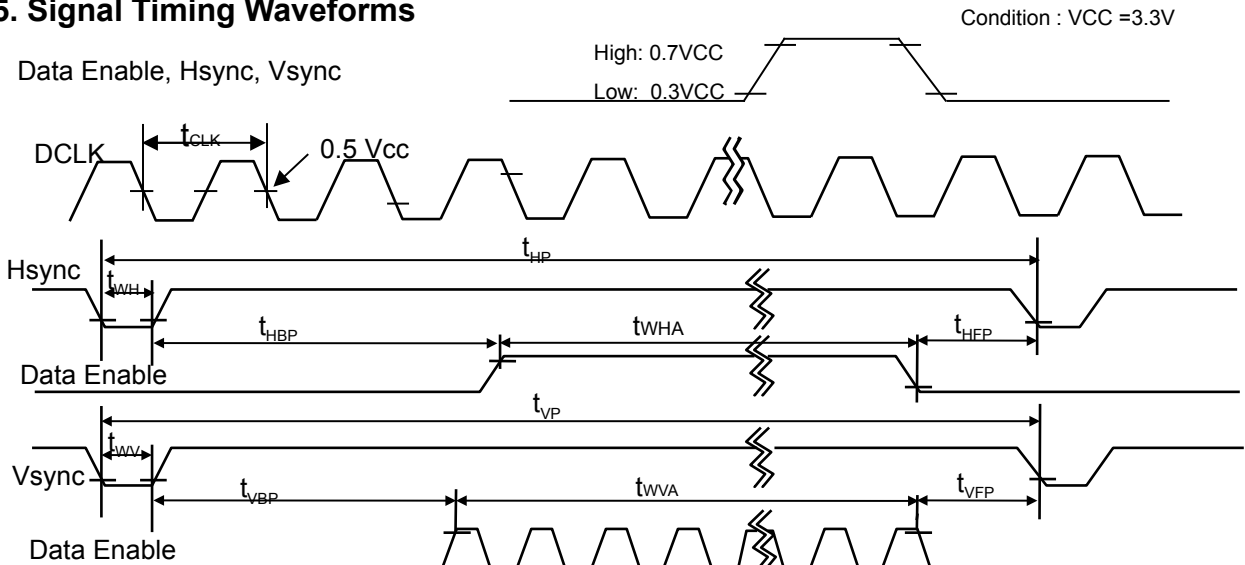 5. Signal Timing Waveforms
Condition : VCC =3.3V
High: 0.7VCC
Data Enable, Hsync, Vsync
Low: 0.3VCC
tCLK
0.5 Vcc
DCLK
tHP
Hsync
tWH
tHBP
tWHA
tHFP
Data Enable
tVP
tWV
Vsync
tVBP
tWVA
tVFP
Data Enable